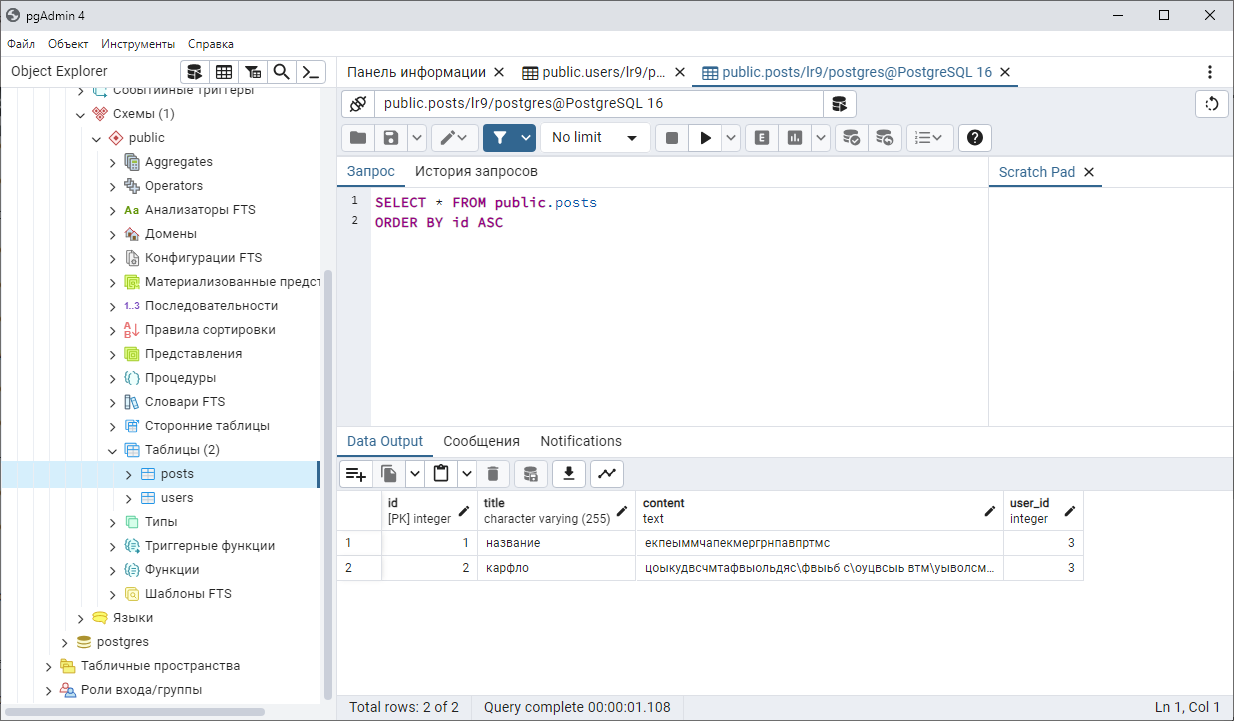 pgAdmin 4
Файл Объект Инструменты Справка
Object Explorer
Событийные триггеры
Схемы (1)
public
Aggregates
Operators
Aa Анализаторы FTS
Домены
Конфигурации FTS
Материализованные предст
1..3 Последовательности
Правила сортировки
Представления
Процедуры
Словари FTS
Сторонние таблицы
Таблицы (2)
posts
users
Типы
Триггерные функции
Функции
Шаблоны FTS
Языки
postgres
Табличные пространства
Роли входа/группы
Панель информации public.users/lr9/p... public.posts/lr9/postgres@PostgreSQL 16
public.posts/lr9/postgres@PostgreSQL 16
No limit E
Запрос История запросов Scratch Pad
1 SELECT * FROM public.posts
2 ORDER BY id ASC
Data Output Сообщения Notifications
id title content user_id
[PK] integer character varying (255) text integer
1 1 название екпеыммчапекмергрнпавпртмс 3
2 2 карфло цоыкудвсчмтафвыольдяс\фвыьб с\оуцвсыь втм\уыволсм... 3
Total rows: 2 of 2 Query complete 00:00:01.108 Ln 1, Col 1